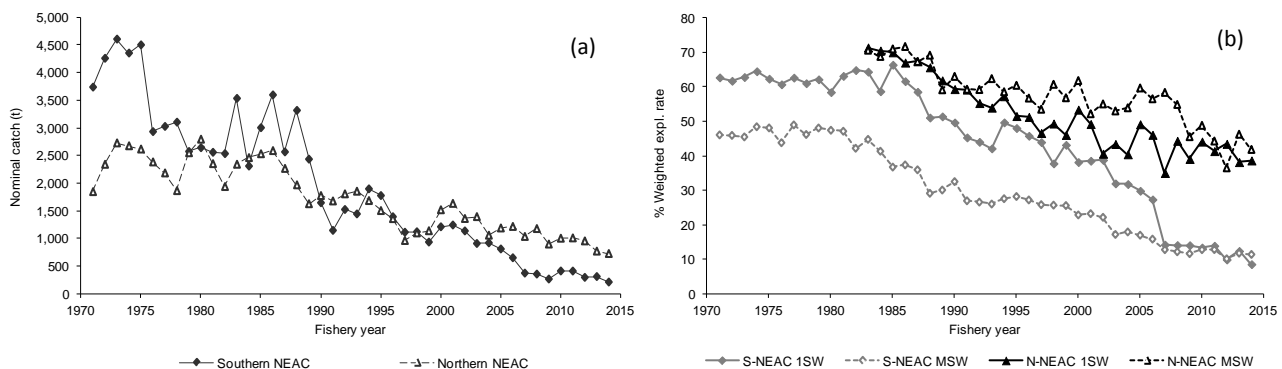 (a)
Nominal catch (t)
5,000
4,500
4,000
3,500
3,000
2,500
2,000
1,500
1,000
500
0
1970 1975 1980 1985 1990 1995 2000 2005 2010 2015
Fishery year
Southern NEAC Northern NEAC
(b)
% Weighted expl. rate
80
70
60
50
40
30
20
10
0
1970 1975 1980 1985 1990 1995 2000 2005 2010 2015
Fishery year
S-NEAC 1SW S-NEAC MSW N-NEAC 1SW N-NEAC MSW